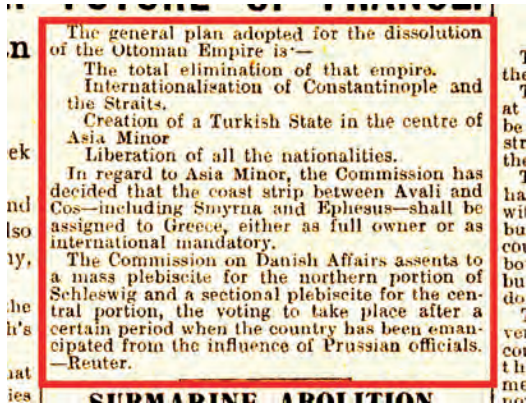 FUTURE OF FRANCE.
The general plan adopted for the dissolution
of the Ottoman Empire is·—
The total elimination of that empire.
Internationalisation of Constantinople and
the Straits.
Creation of a Turkish State in the centre of
Asia Minor
Liberation of all the nationalities.
In regard to Asia Minor, the Commission has
decided that the coast strip between Avali and
Cos—including Smyrna and Ephesus—shall be
assigned to Greece, either as full owner or as
international mandatory.
The Commission on Danish Affairs assents to
a mass plebiscite for the northern portion of
Schleswig and a sectional plebiscite for the cen-
tral portion, the voting to take place after a
certain period when the country has been eman-
cipated from the influence of Prussian officials.
—Reuter.
SUBMARINE ABOLITION